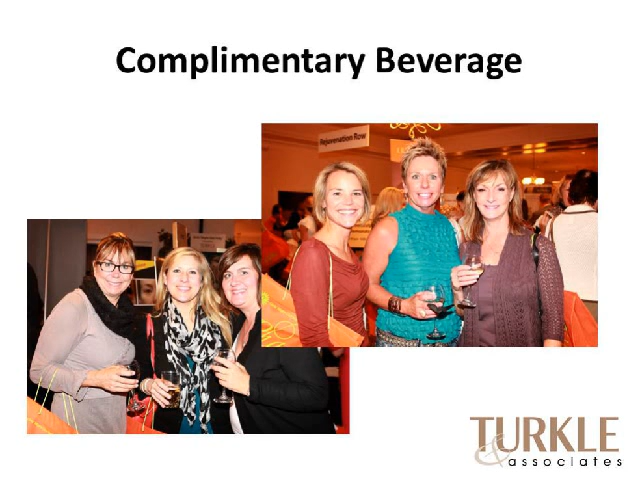 Complimentary Beverage
Rejuvenation Row
TURKLE
& associates